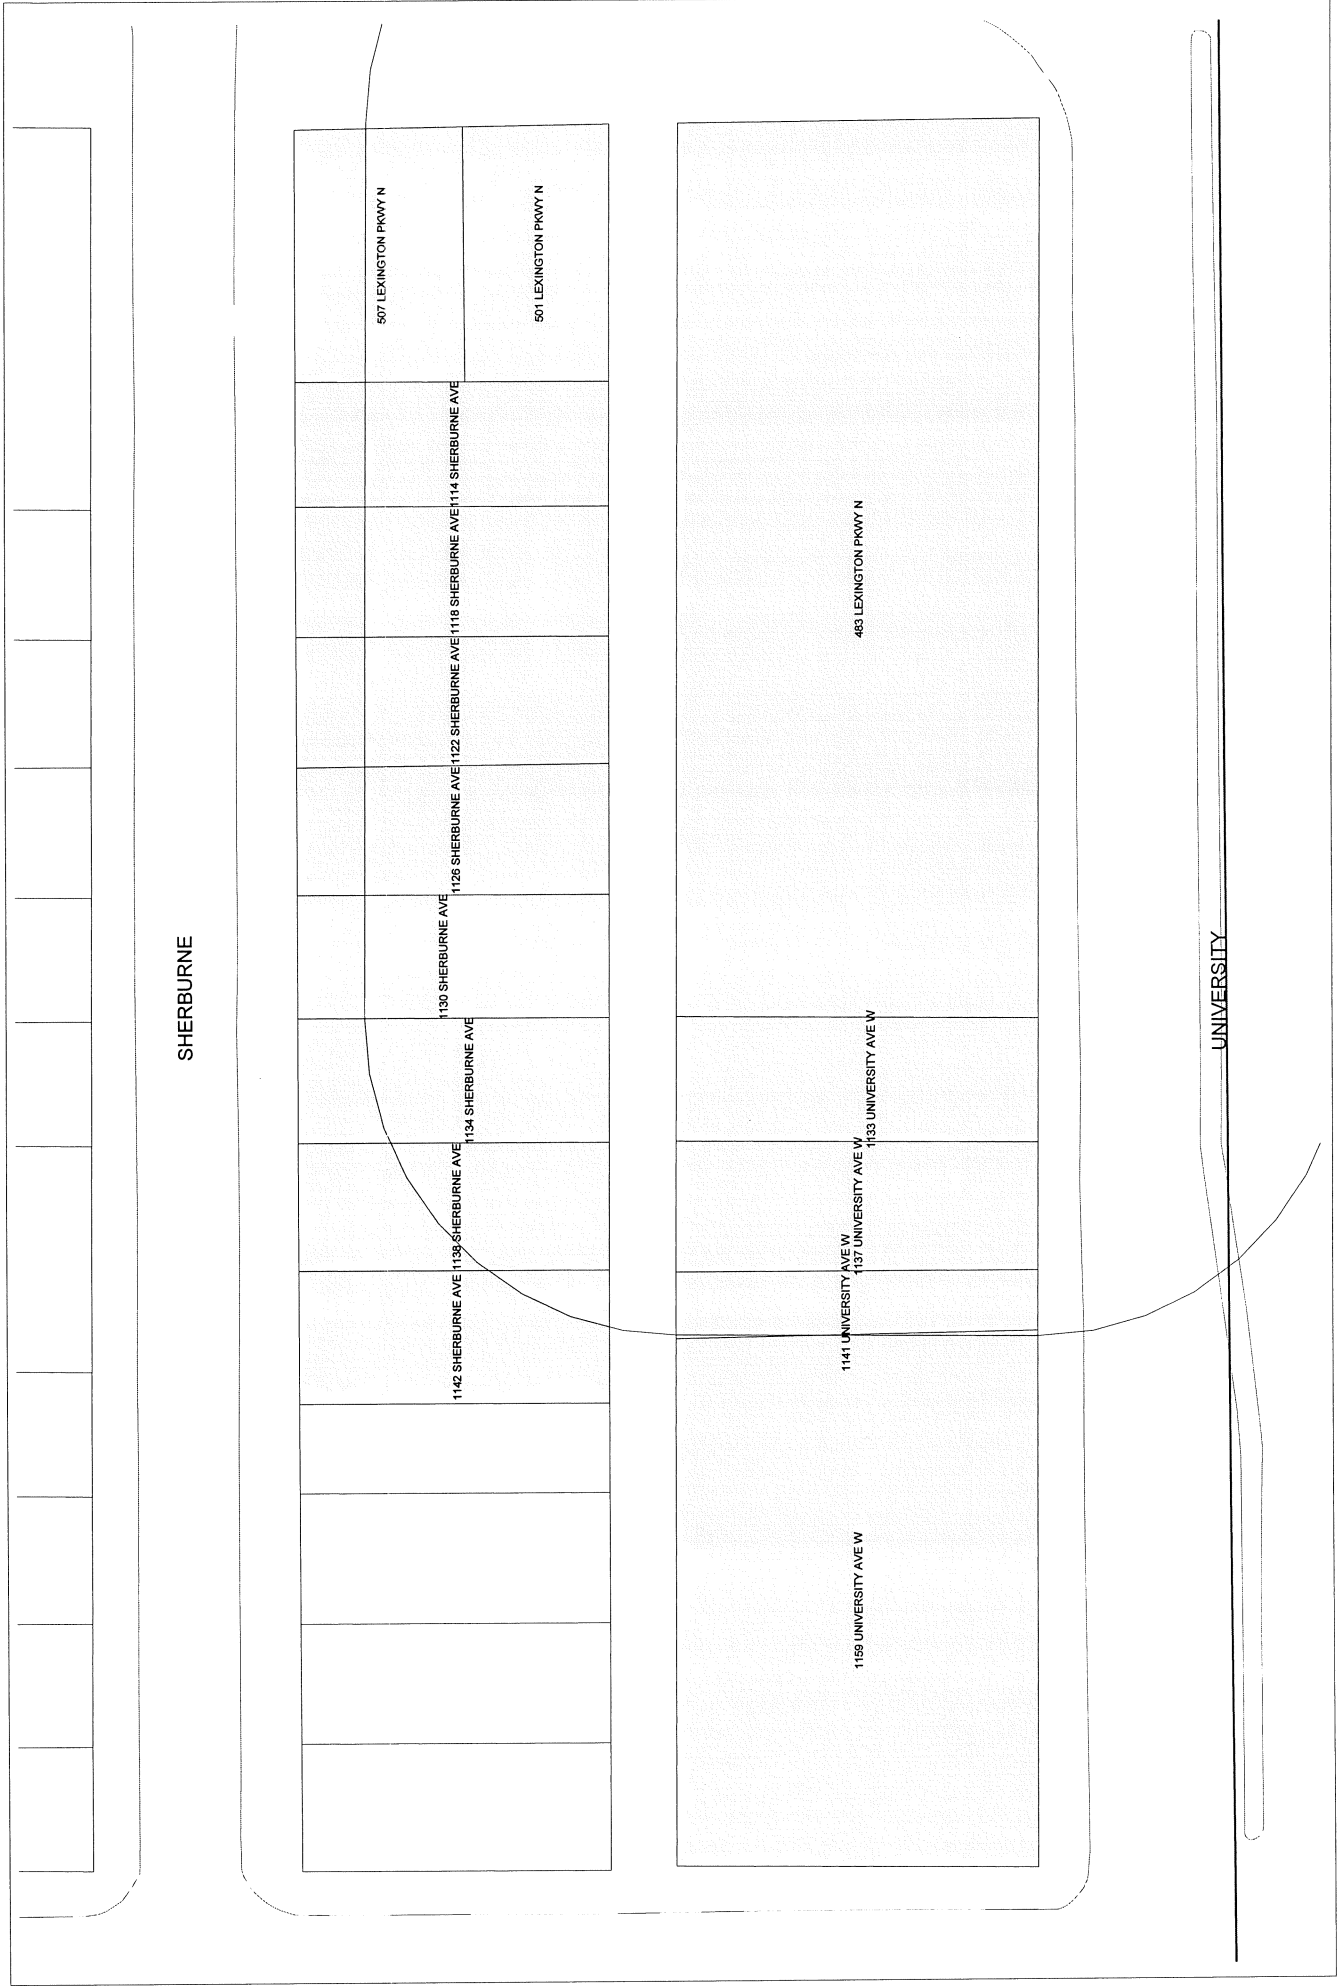 SHERBURNE
507 LEXINGTON PKWY N
501 LEXINGTON PKWY N
1114 SHERBURNE AVE
1118 SHERBURNE AVE
1122 SHERBURNE AVE
1126 SHERBURNE AVE
1130 SHERBURNE AVE
1134 SHERBURNE AVE
1138 SHERBURNE AVE
1142 SHERBURNE AVE
483 LEXINGTON PKWY N
1133 UNIVERSITY AVE W
1137 UNIVERSITY AVE W
1141 UNIVERSITY AVE W
1159 UNIVERSITY AVE W
UNIVERSITY